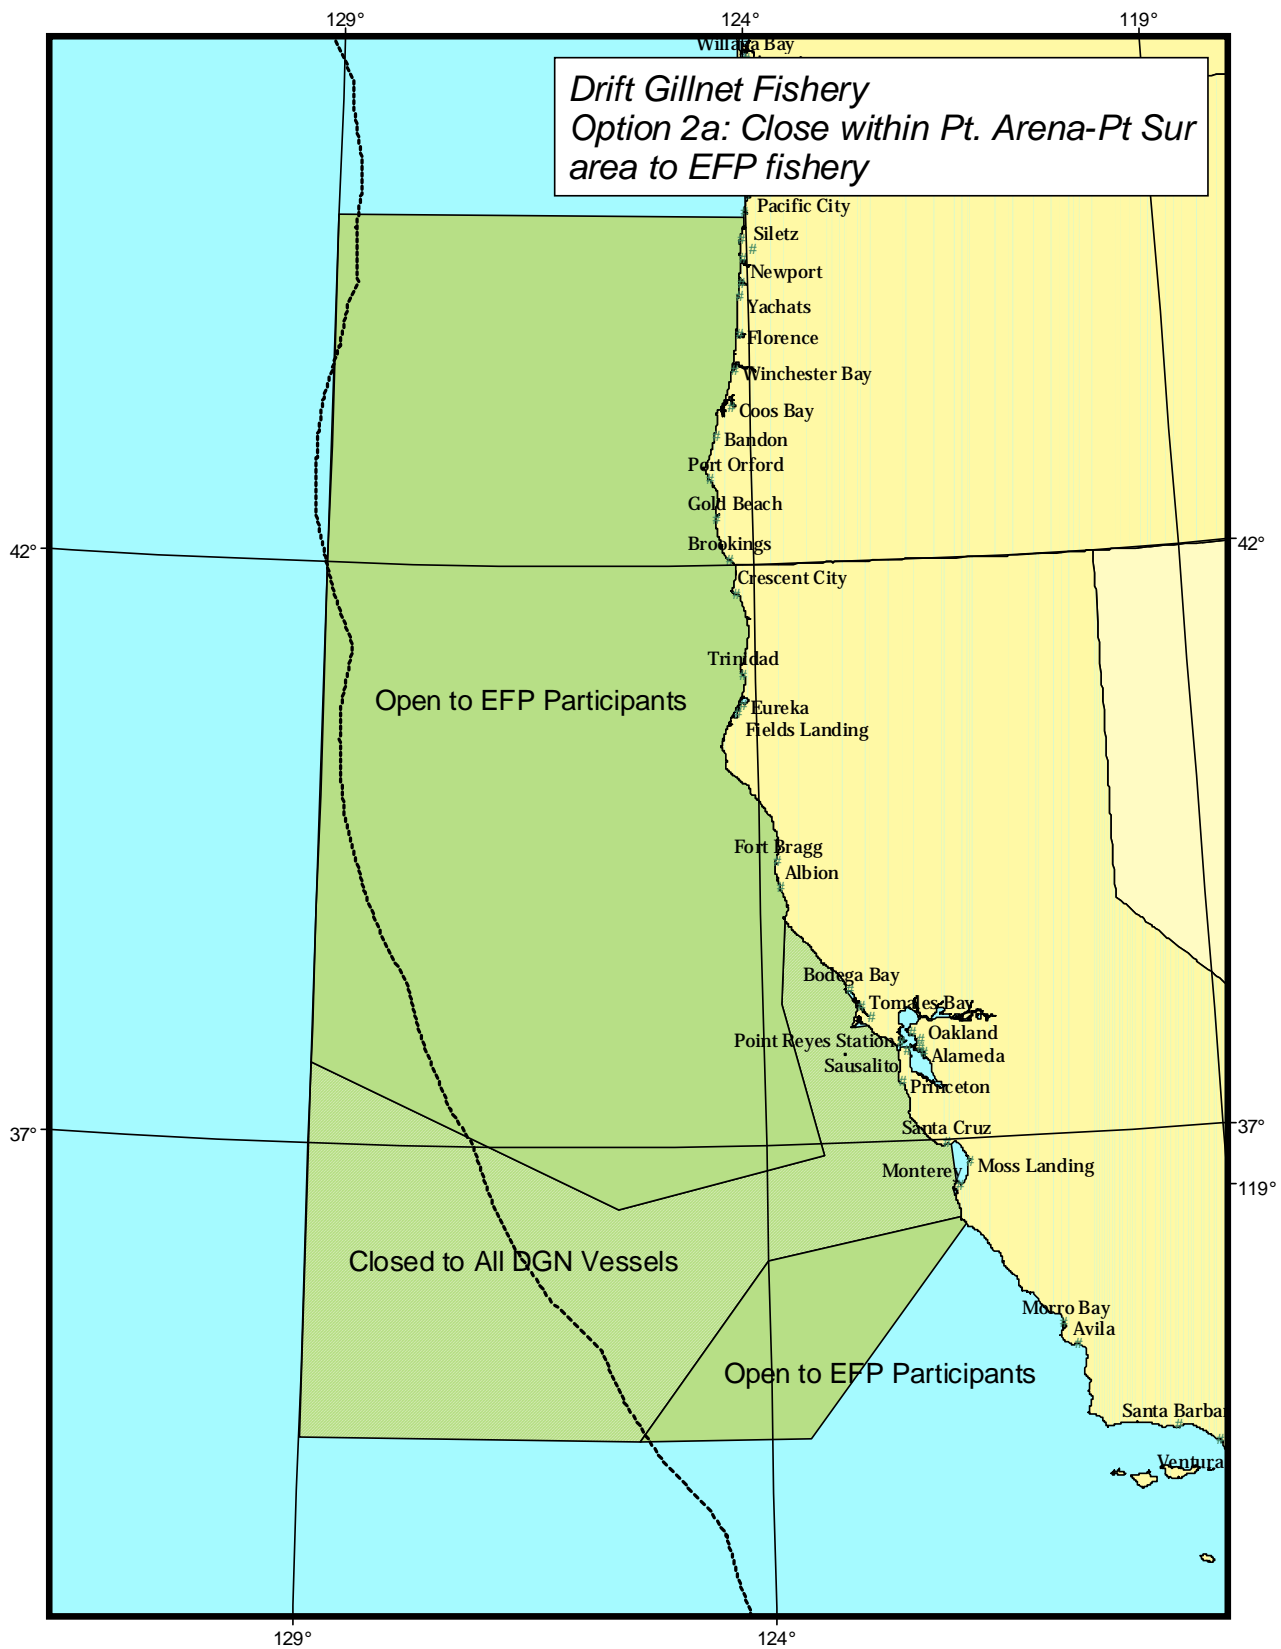 129°
124°
119°
Willapa Bay
Drift Gillnet Fishery
Option 2a: Close within Pt. Arena-Pt Sur
area to EFP fishery
Pacific City
Siletz
Newport
Yachats
Florence
Winchester Bay
Coos Bay
Bandon
Port Orford
Gold Beach
Brookings
42°
42°
Crescent City
Trinidad
Open to EFP Participants
Eureka
Fields Landing
Fort Bragg
Albion
Bodega Bay
Tomales Bay
Oakland
Point Reyes Station
Alameda
Sausalito
Princeton
37°
37°
Santa Cruz
Moss Landing
Monterey
119°
Closed to All DGN Vessels
Morro Bay
Avila
Open to EFP Participants
Santa Barbar
Ventura
129°
124°